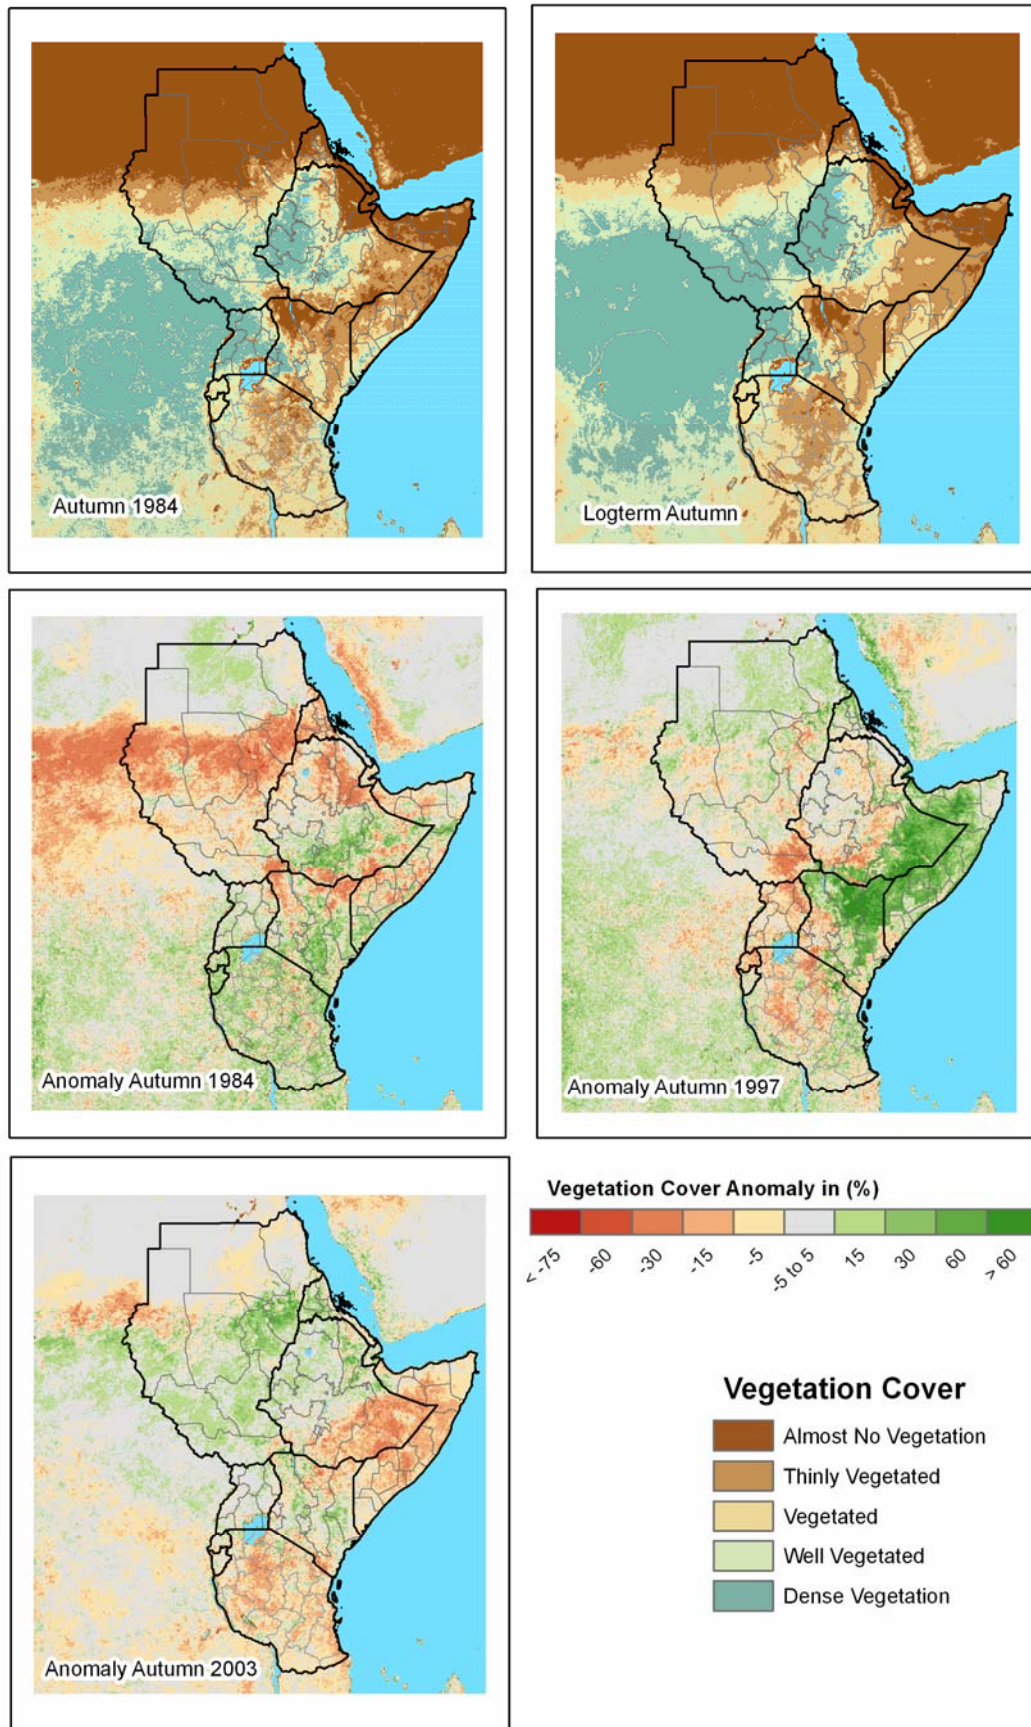 Autumn 1984
Logterm Autumn
Anomaly Autumn 1984
Anomaly Autumn 1997
Anomaly Autumn 2003
Vegetation Cover Anomaly in (%)
< -75 -60 -30 -15 -5 -5 to 5 15 30 60 > 60
Vegetation Cover
Almost No Vegetation
Thinly Vegetated
Vegetated
Well Vegetated
Dense Vegetation